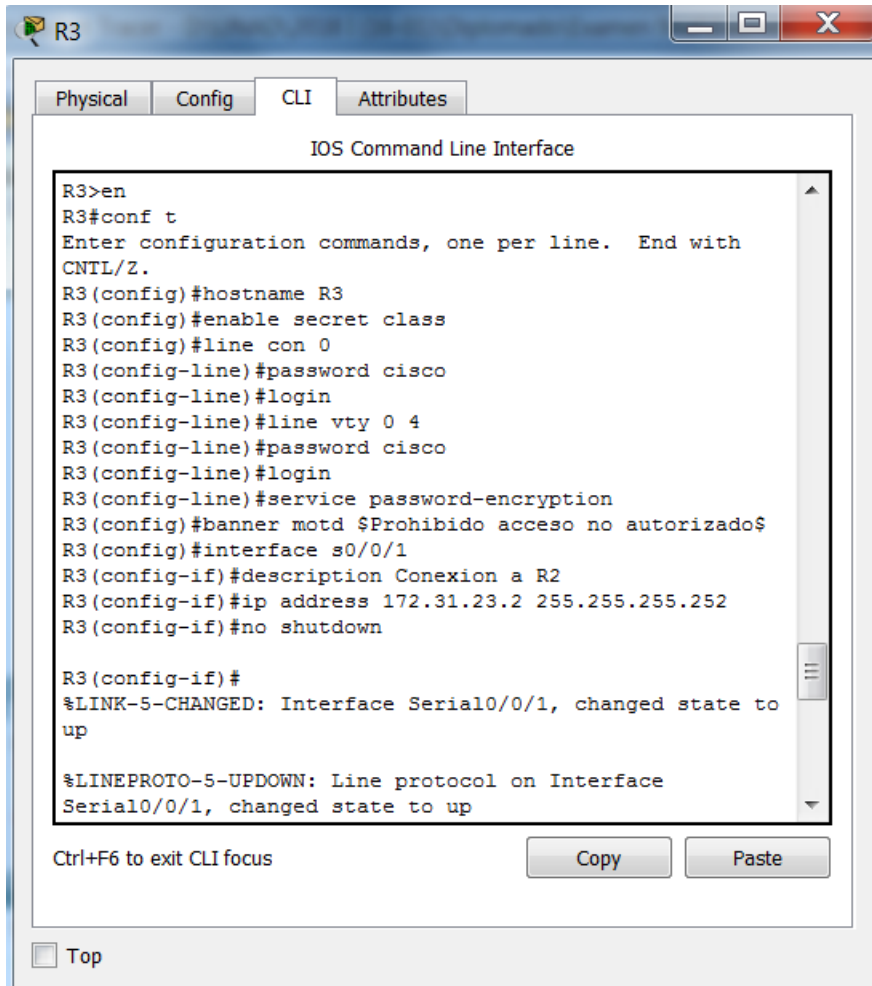 R3
Physical Config CLI Attributes
IOS Command Line Interface
R3>en
R3#conf t
Enter configuration commands, one per line.  End with
CNTL/Z.
R3(config)#hostname R3
R3(config)#enable secret class
R3(config)#line con 0
R3(config-line)#password cisco
R3(config-line)#login
R3(config-line)#line vty 0 4
R3(config-line)#password cisco
R3(config-line)#login
R3(config-line)#service password-encryption
R3(config)#banner motd $Prohibido acceso no autorizado$
R3(config)#interface s0/0/1
R3(config-if)#description Conexion a R2
R3(config-if)#ip address 172.31.23.2 255.255.255.252
R3(config-if)#no shutdown
R3(config-if)#
%LINK-5-CHANGED: Interface Serial0/0/1, changed state to
up
%LINEPROTO-5-UPDOWN: Line protocol on Interface
Serial0/0/1, changed state to up
Ctrl+F6 to exit CLI focus
Copy Paste
Top